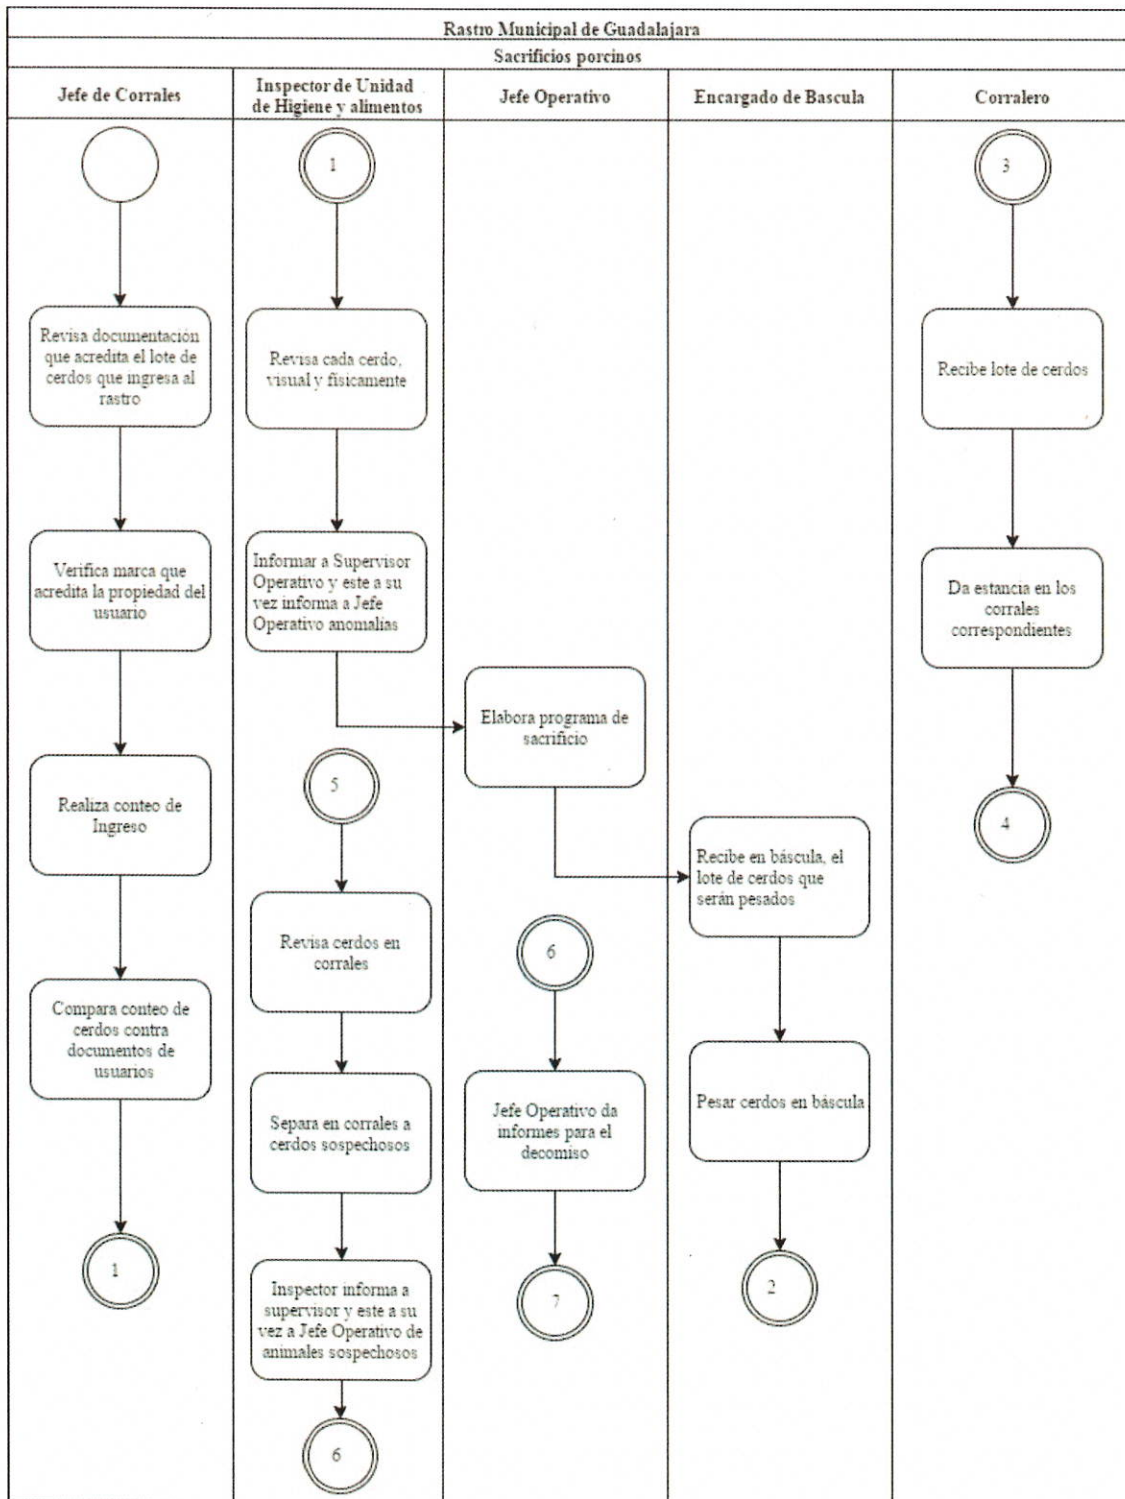 Rastro Municipal de Guadalajara
Sacrificios porcinos
Jefe de Corrales
Inspector de Unidad
de Higiene y alimentos
Jefe Operativo
Encargado de Bascula
Corralero
Revisa documentación
que acredita el lote de
cerdos que ingresa al
rastro
Verifica marca que
acredita la propiedad del
usuario
Realiza conteo de
Ingreso
Compara conteo de
cerdos contra
documentos de
usuarios
1
1
Revisa cada cerdo,
visual y físicamente
Informar a Supervisor
Operativo y este a su
vez informa a Jefe
Operativo anomalías
5
Revisa cerdos en
corrales
Separa en corrales a
cerdos sospechosos
Inspector informa a
supervisor y este a su
vez a Jefe Operativo de
animales sospechosos
6
Elabora programa de
sacrificio
6
Jefe Operativo da
informes para el
decomiso
7
Recibe en báscula, el
lote de cerdos que
serán pesados
Pesar cerdos en báscula
2
3
Recibe lote de cerdos
Da estancia en los
corrales
correspondientes
4